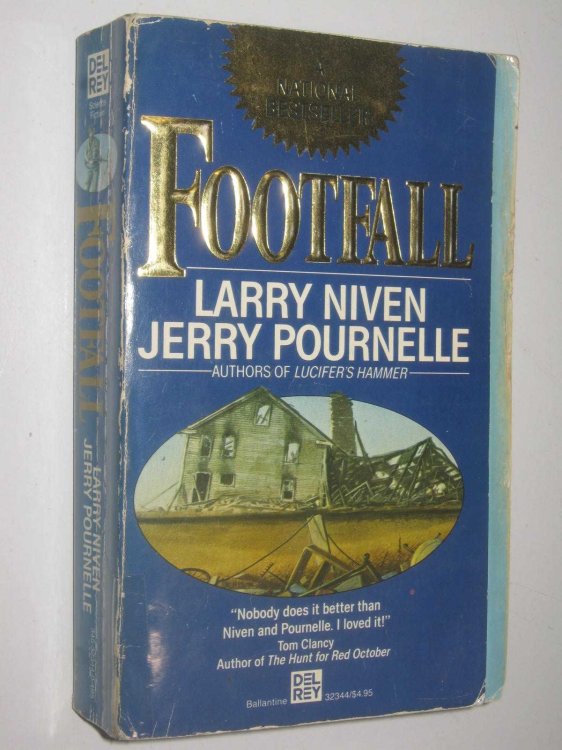 A
NATIONAL
BESTSELLER
FOOTFALL
LARRY NIVEN
JERRY POURNELLE
AUTHORS OF LUCIFER'S HAMMER
"Nobody does it better than
Niven and Pournelle. I loved it!"
Tom Clancy
Author of The Hunt for Red October
DEL
REY
Ballantine
32344/$4.95
DEL
REY
Science
Fiction
FOOTFALL
LARRY NIVEN
JERRY POURNELLE